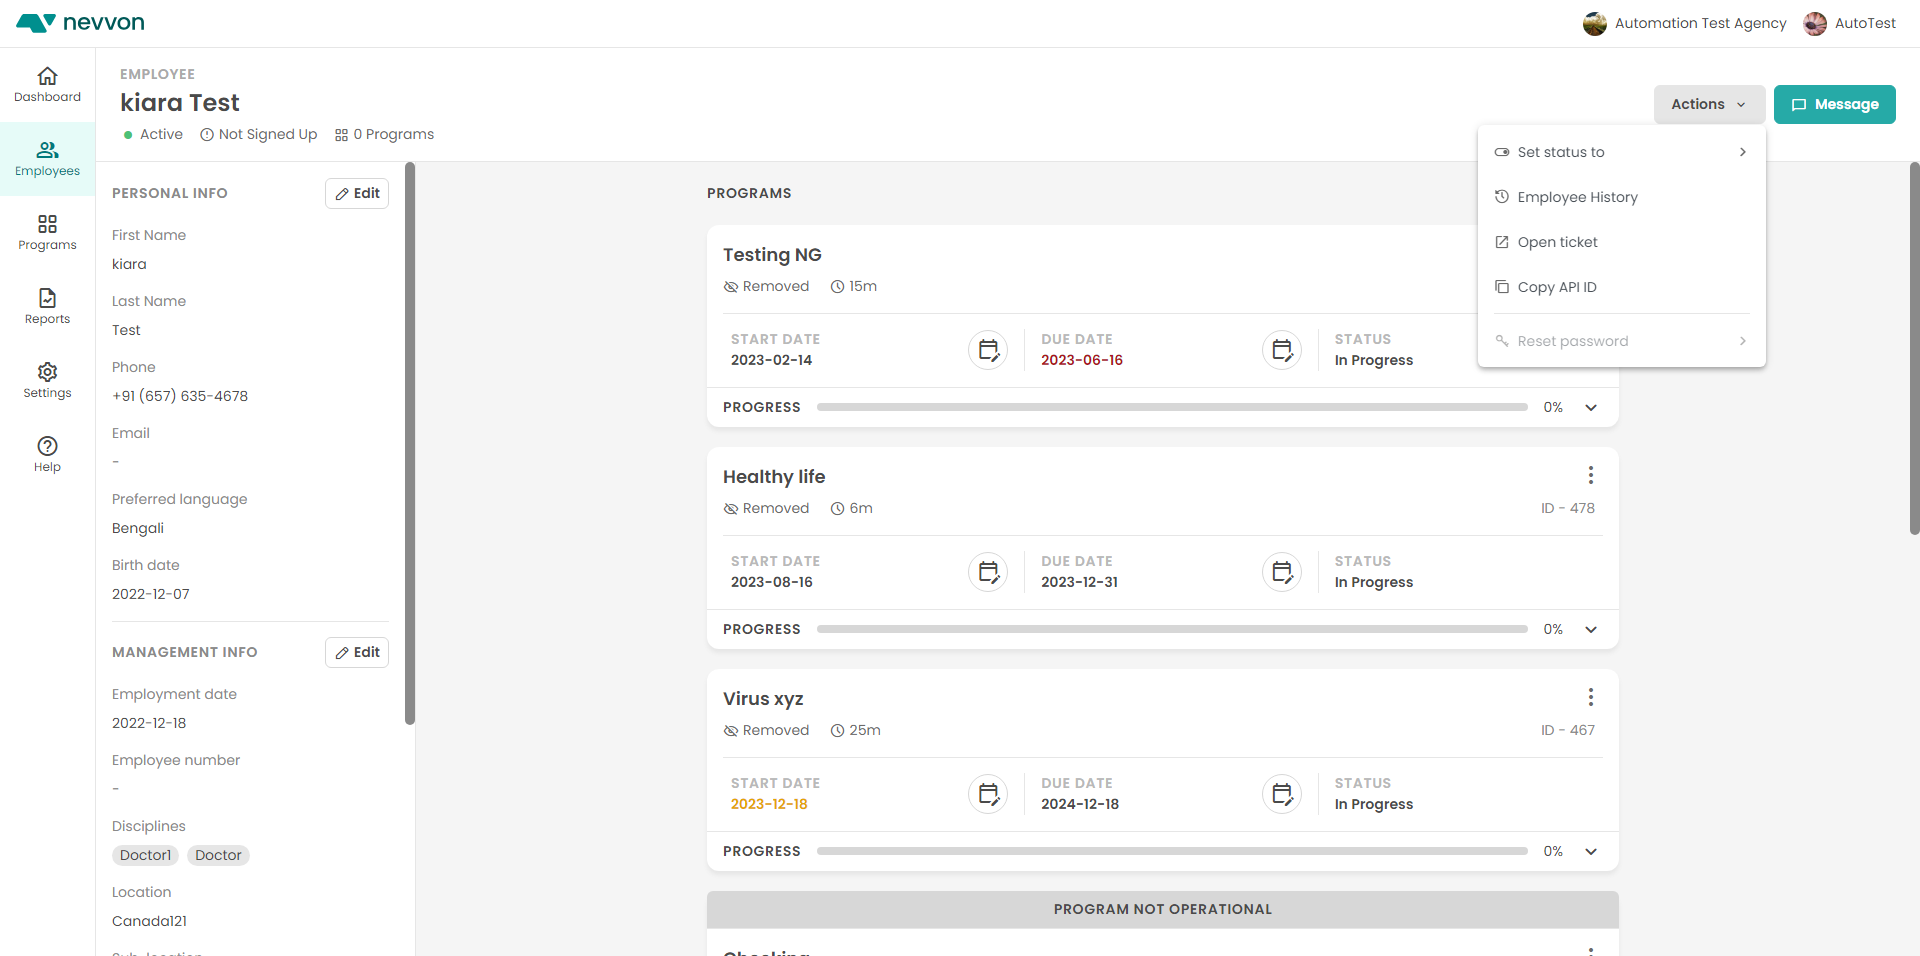 nevvon
Automation Test Agency
AutoTest
Dashboard
Employees
Programs
Reports
Settings
Help
EMPLOYEE
kiara Test
Active
Not Signed Up
0 Programs
Actions
Message
Set status to
Employee History
Open ticket
Copy API ID
Reset password
PERSONAL INFO
Edit
First Name
kiara
Last Name
Test
Phone
+91 (657) 635-4678
Email
-
Preferred language
Bengali
Birth date
2022-12-07
MANAGEMENT INFO
Edit
Employment date
2022-12-18
Employee number
-
Disciplines
Doctor1 Doctor
Location
Canada121
Sub-location
PROGRAMS
Testing NG
Removed 15m
START DATE
2023-02-14
DUE DATE
2023-06-16
STATUS
In Progress
PROGRESS 0%
Healthy life
Removed 6m
ID - 478
START DATE
2023-08-16
DUE DATE
2023-12-31
STATUS
In Progress
PROGRESS 0%
Virus xyz
Removed 25m
ID - 467
START DATE
2023-12-18
DUE DATE
2024-12-18
STATUS
In Progress
PROGRESS 0%
PROGRAM NOT OPERATIONAL
Checking